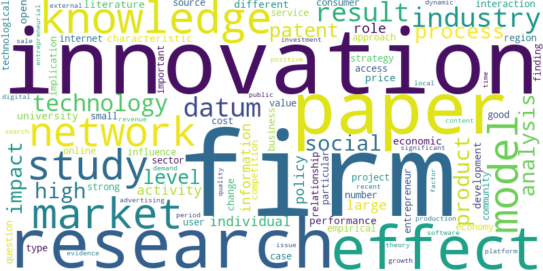 external literature source different consumer dynamic interaction
technological entrepreneurial open knowledge result industry
internet characteristic service patent role process region
implication important sale investment approach strategy access price positive local finding
innovation
digital technology datum paper time
university small cost value public good
search revenue network social model
online influence business economic
impact study firm policy product analysis
sector demand level information competition relationship particular entrepreneur development community
high strong activity quality change project recent number factor
market advertising user individual large performance economy
question type period case empirical production software
evidence research issue theory growth effect platform
content significant